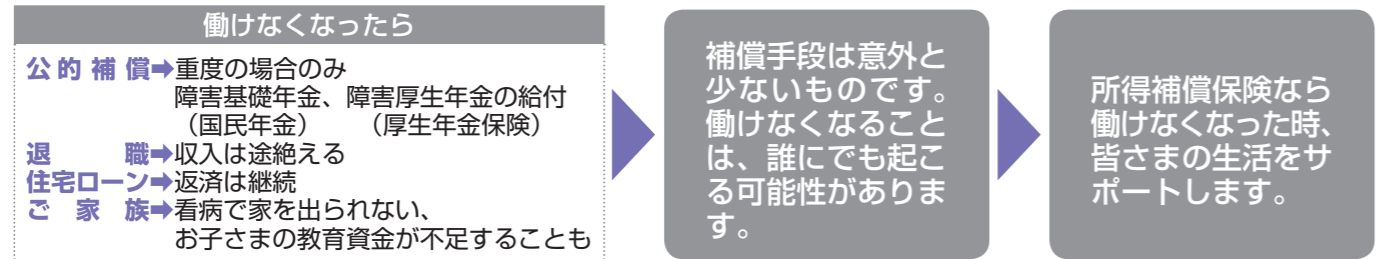 働けなくなったら
公的補償➡重度の場合のみ
障害基礎年金、障害厚生年金の給付
（国民年金）　　（厚生年金保険）
退　　　職➡収入は途絶える
住宅ローン➡返済は継続
ご　家　族➡看病で家を出られない、
お子さまの教育資金が不足することも
補償手段は意外と
少ないものです。
働けなくなること
は、誰にでも起こ
る可能性がありま
す。
所得補償保険なら
働けなくなった時、
皆さまの生活をサ
ポートします。